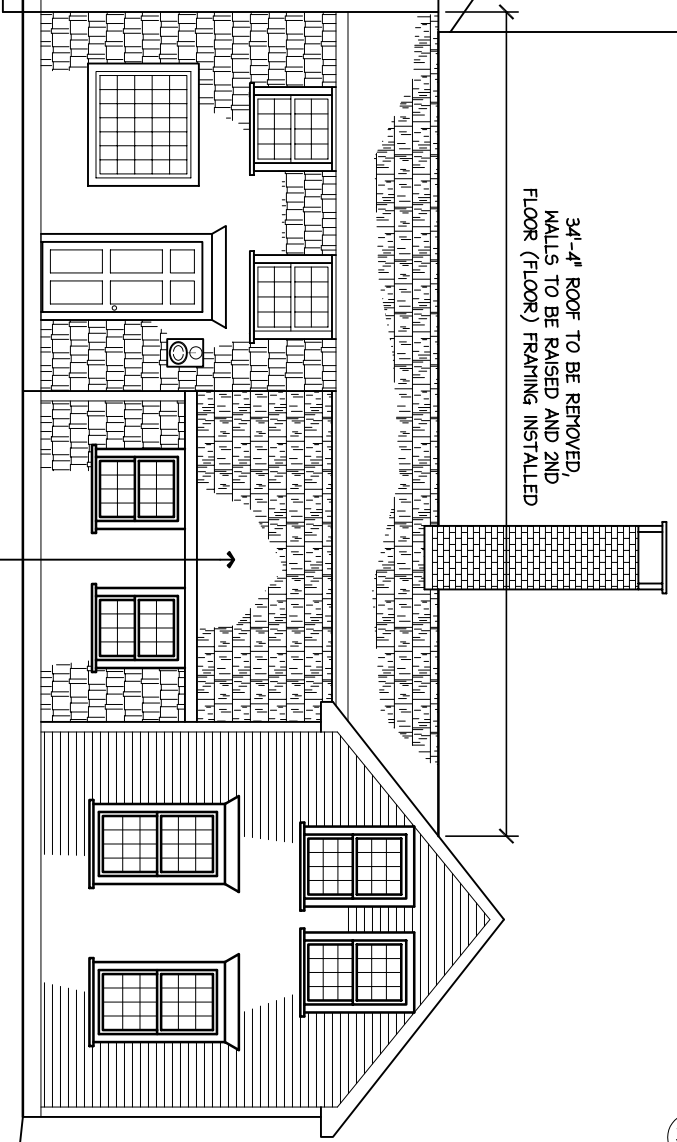 34'-4" ROOF TO BE REMOVED,
WALLS TO BE RAISED AND 2ND
FLOOR (FLOOR) FRAMING INSTALLED